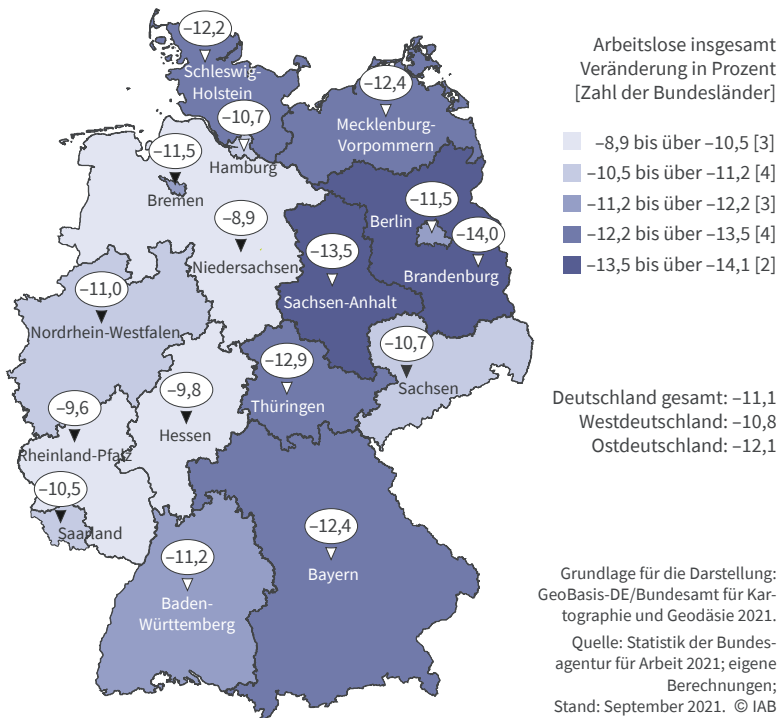 –12,2
Schleswig-
Holstein
–12,4
Mecklenburg-
Vorpommern
–10,7
Hamburg
–11,5
Bremen
–8,9
Niedersachsen
–11,5
Berlin
–14,0
Brandenburg
–13,5
Sachsen-Anhalt
–11,0
Nordrhein-Westfalen
–10,7
Sachsen
–12,9
Thüringen
–9,8
Hessen
–9,6
Rheinland-Pfalz
–10,5
Saarland
–12,4
Bayern
–11,2
Baden-
Württemberg
Arbeitslose insgesamt
Veränderung in Prozent
[Zahl der Bundesländer]
–8,9 bis über –10,5 [3]
–10,5 bis über –11,2 [4]
–11,2 bis über –12,2 [3]
–12,2 bis über –13,5 [4]
–13,5 bis über –14,1 [2]
Deutschland gesamt: –11,1
Westdeutschland: –10,8
Ostdeutschland: –12,1
Grundlage für die Darstellung:
GeoBasis-DE/Bundesamt für Kar-
tographie und Geodäsie 2021.
Quelle: Statistik der Bundes-
agentur für Arbeit 2021; eigene
Berechnungen;
Stand: September 2021. © IAB